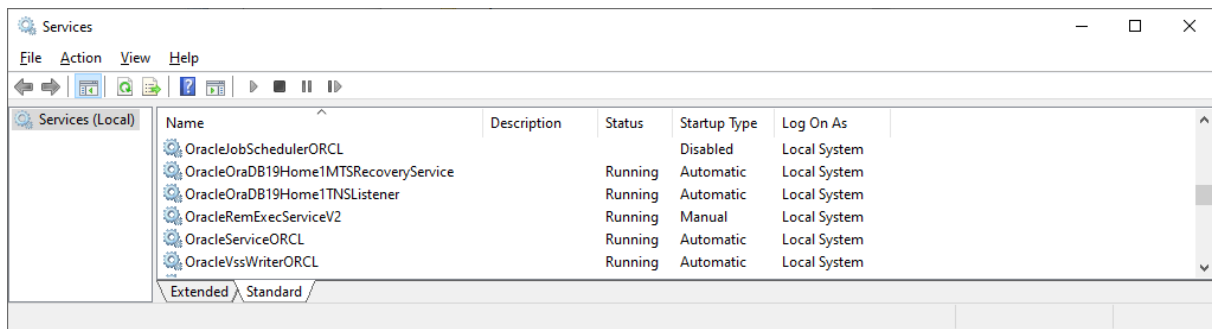 Services
File Action View Help
Services (Local)
Name Description Status Startup Type Log On As
OracleJobSchedulerORCL Disabled Local System
OracleOraDB19Home1MTSRecoveryService Running Automatic Local System
OracleOraDB19Home1TNSListener Running Automatic Local System
OracleRemExecServiceV2 Running Manual Local System
OracleServiceORCL Running Automatic Local System
OracleVssWriterORCL Running Automatic Local System
Extended Standard